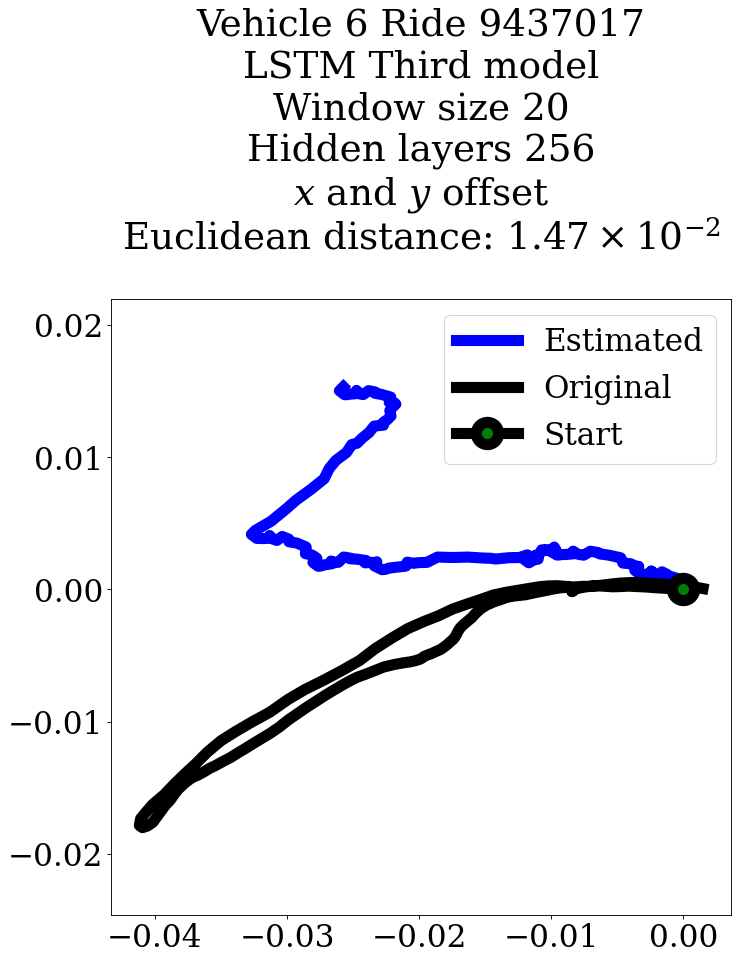 Vehicle 6 Ride 9437017
LSTM Third model
Window size 20
Hidden layers 256
x and y offset
Euclidean distance: 1.47 × 10⁻²
Estimated
Original
Start
0.02
0.01
0.00
−0.01
−0.02
−0.04 −0.03 −0.02 −0.01 0.00